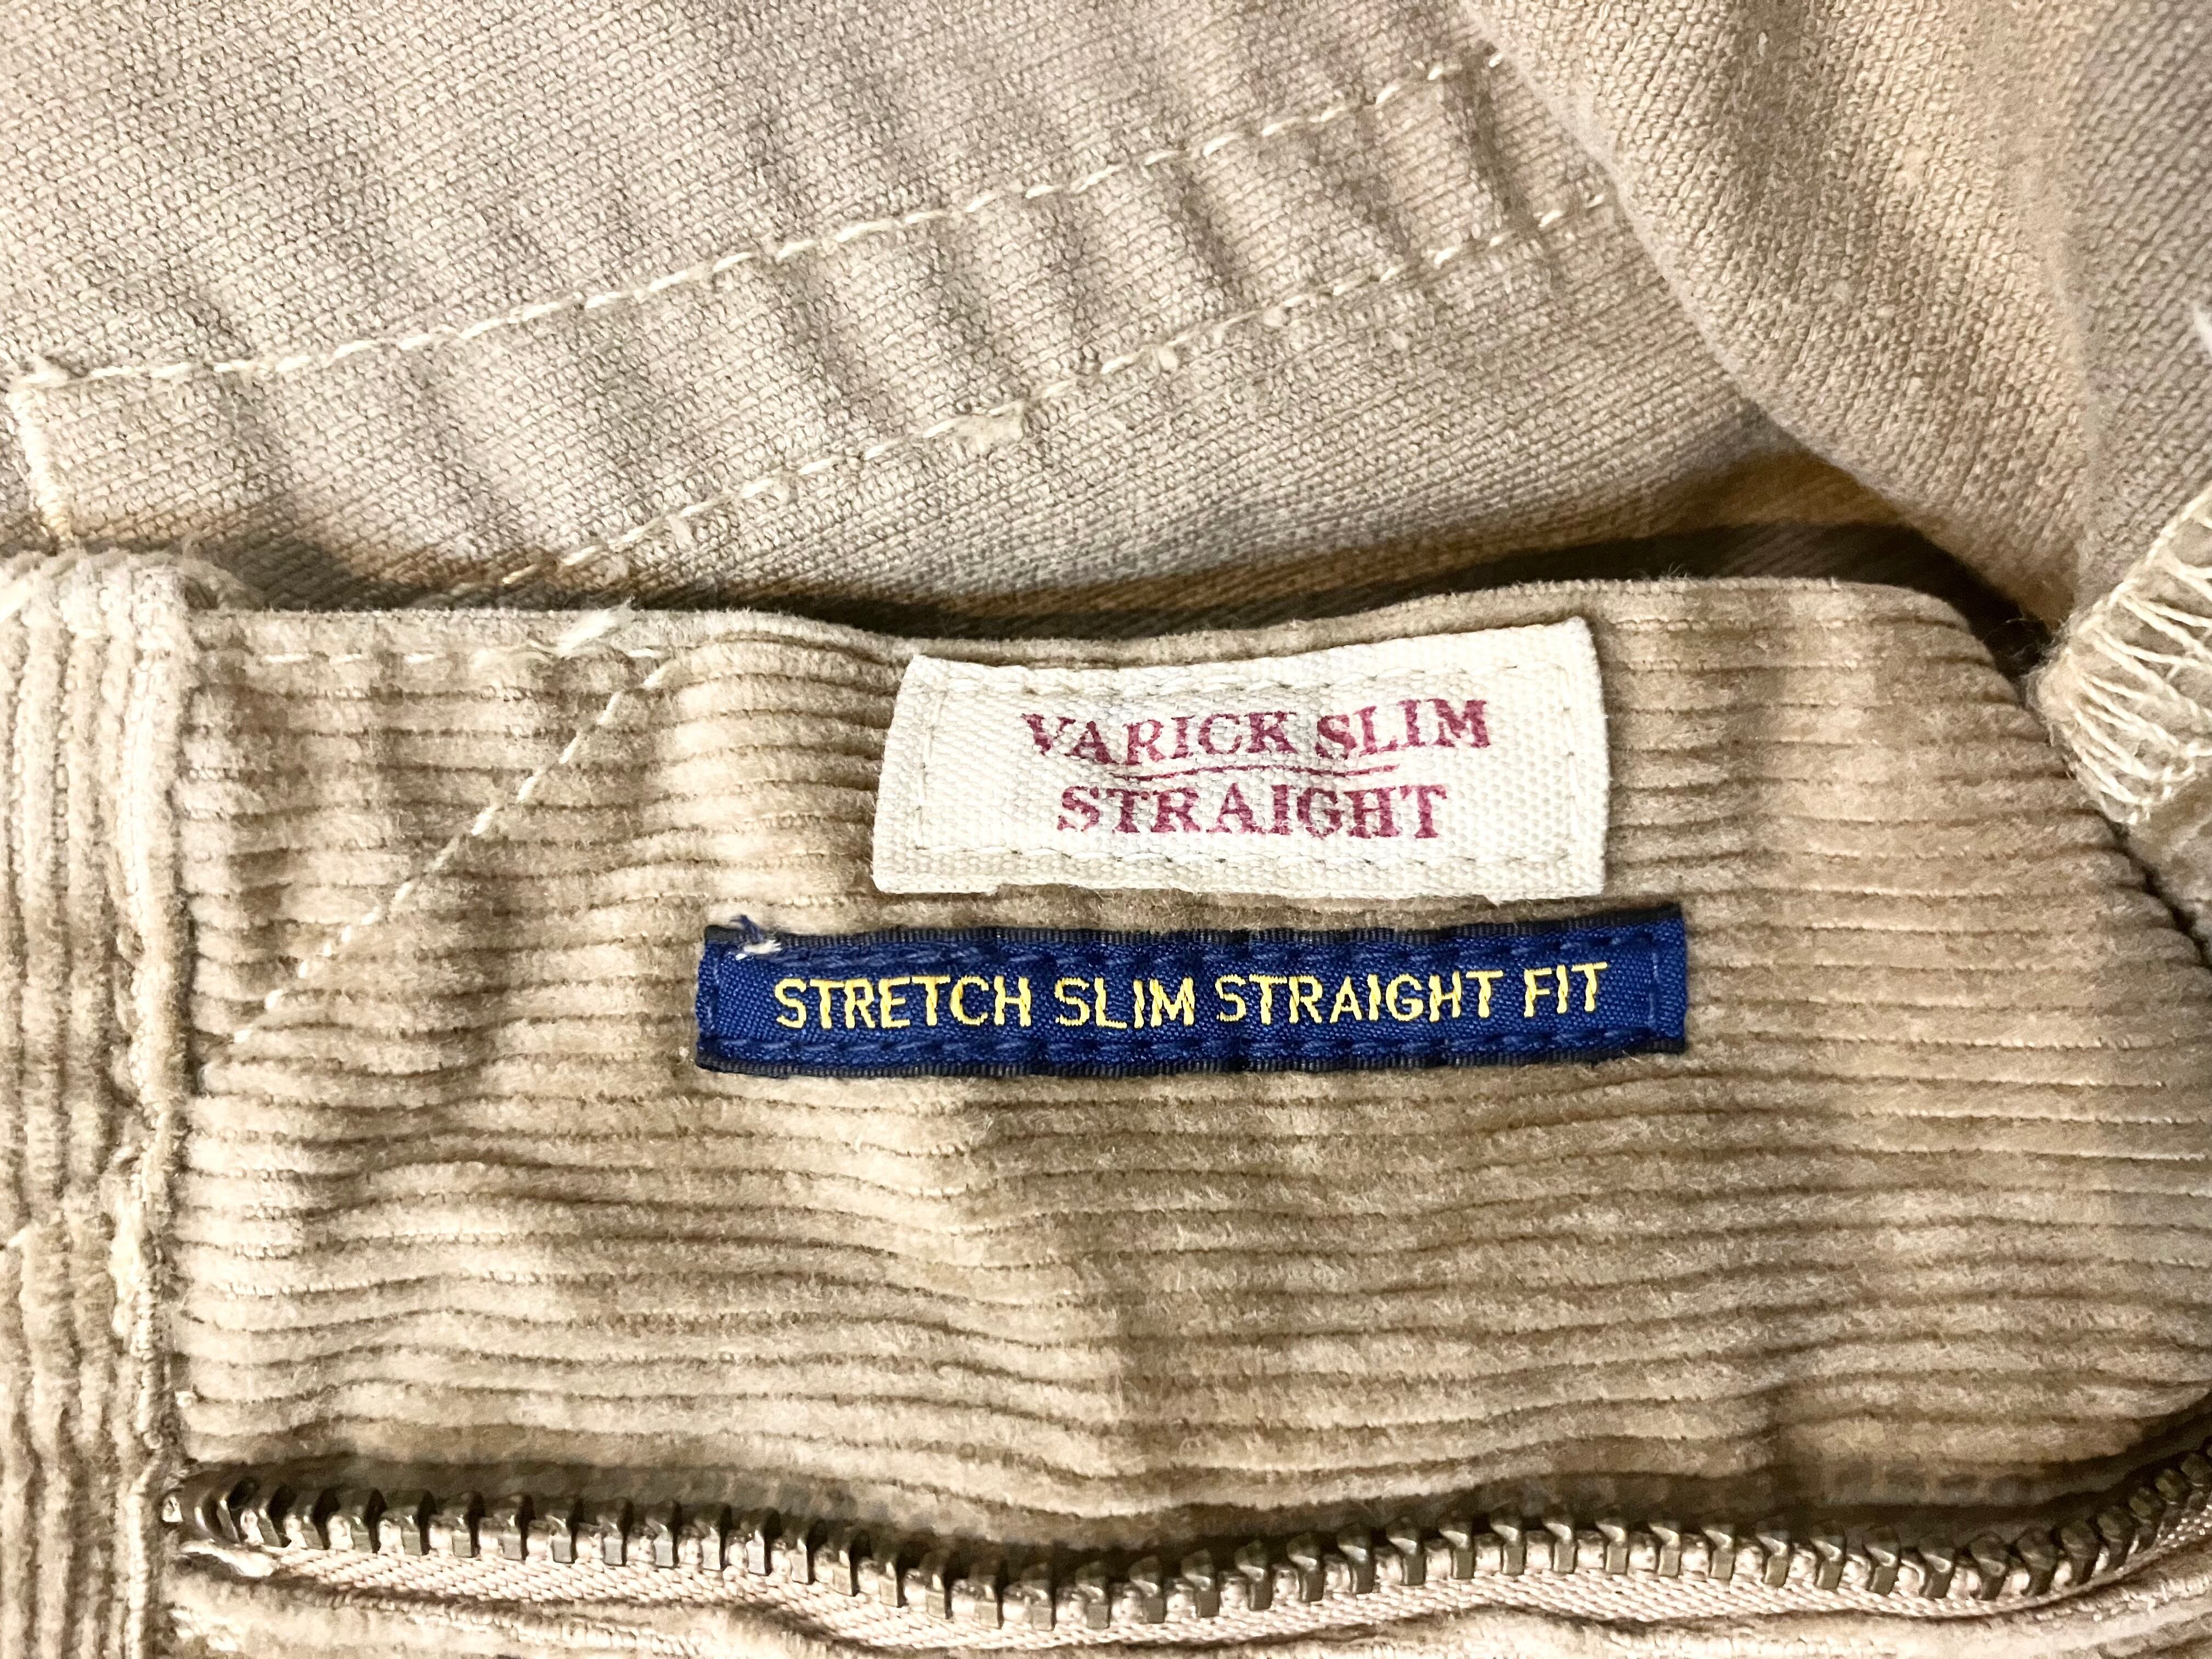 VARICK SLIM
STRAIGHT
STRETCH SLIM STRAIGHT FIT